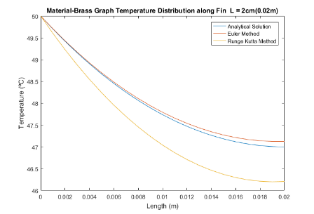 Material-Brass Graph Temperature Distribution along Fin L = 2cm(0.02m)
Analytical Solution
Euler Method
Runge Kutta Method
50
49
48.5
48
47.5
47
46.5
46
Temperature (ºC)
0 0.002 0.004 0.006 0.008 0.01 0.012 0.014 0.016 0.018 0.02
Length (m)